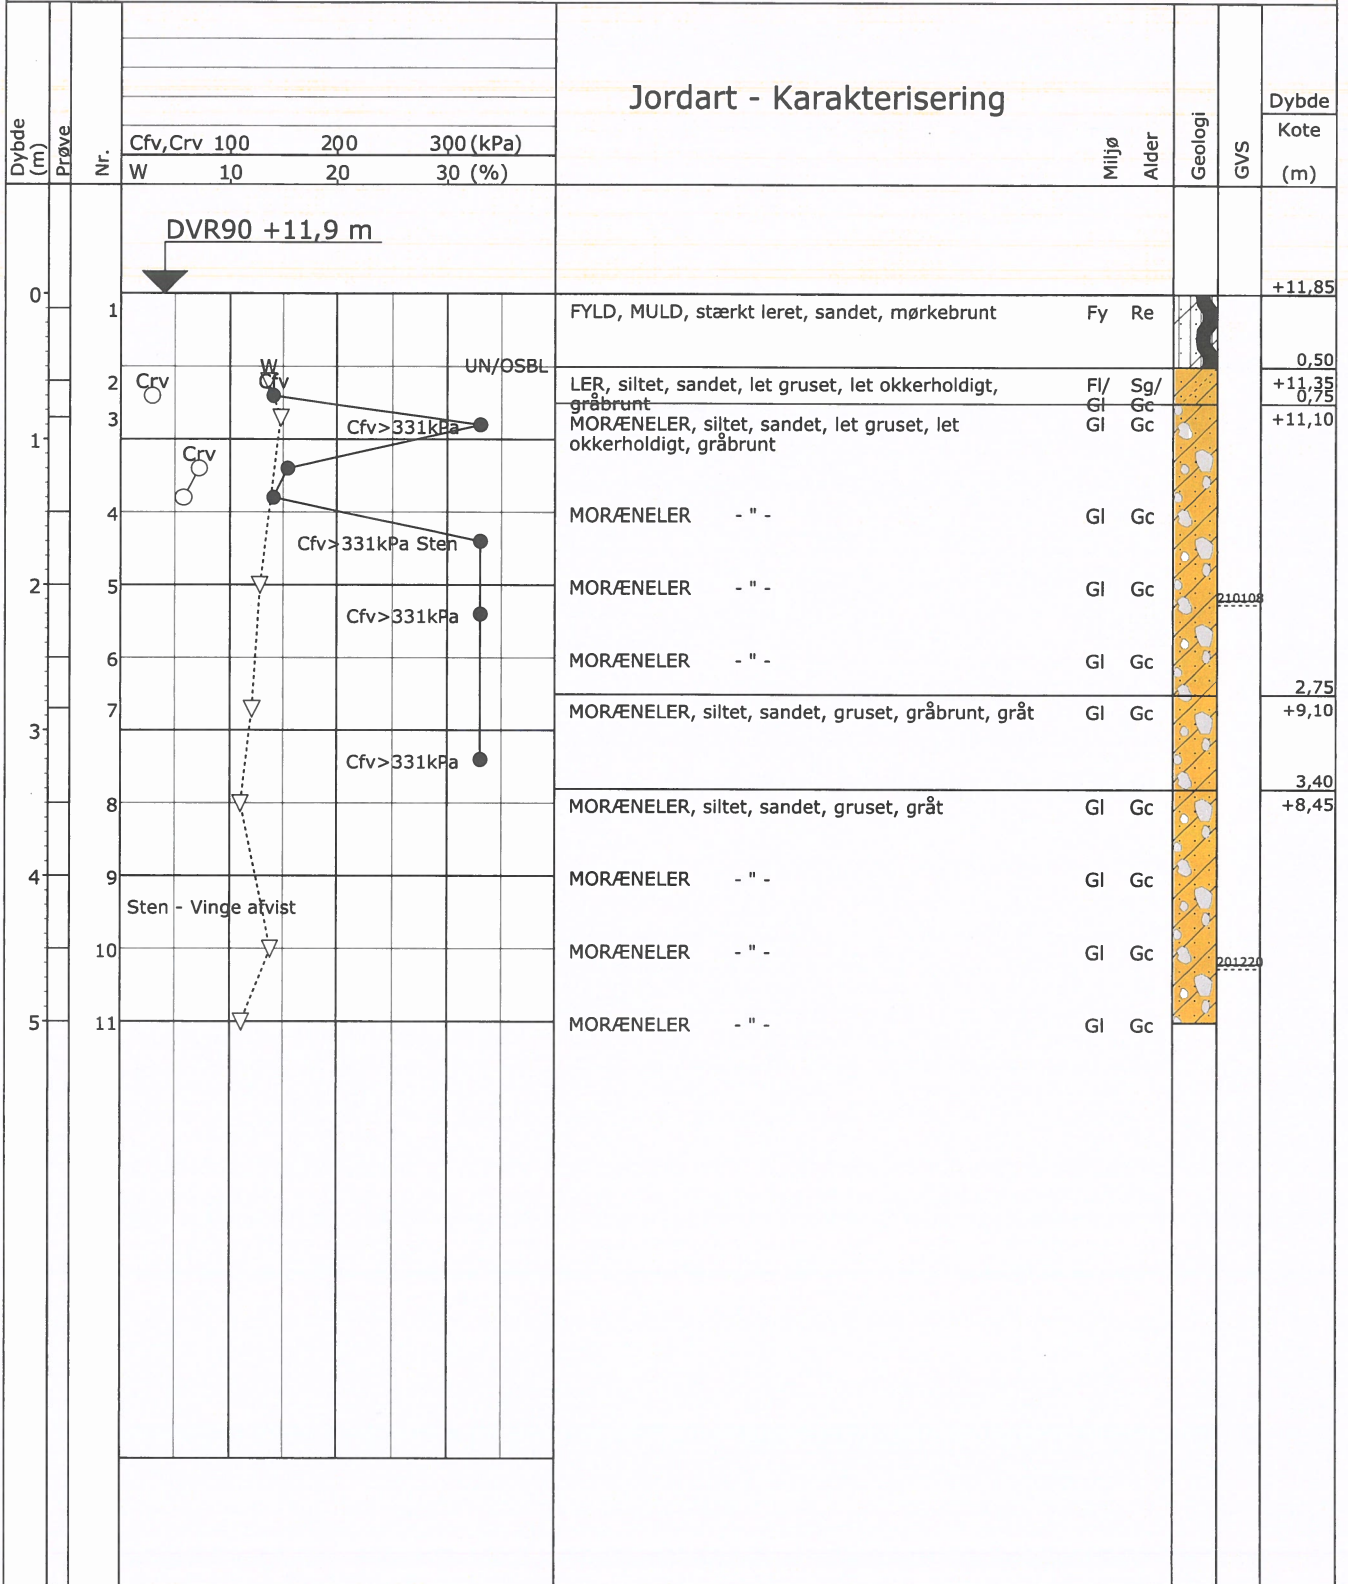 Jordart - Karakterisering
Dybde (m)
Prøve
Nr.
Cfv,Crv 100 200 300 (kPa)
W 10 20 30 (%)
Miljø
Alder
Geologi
GVS
Dybde
Kote
(m)
DVR90 +11,9 m
0
+11,85
1 FYLD, MULD, stærkt leret, sandet, mørkebrunt Fy Re
0,50
W
UN/OSBL
2 Crv Cfv LER, siltet, sandet, let gruset, let okkerholdigt, Fl/ Sg/ +11,35
gråbrunt Gl Gc 0,75
3 Cfv>331kPa MORÆNELER, siltet, sandet, let gruset, let Gl Gc +11,10
1 okkerholdigt, gråbrunt
Crv
4 MORÆNELER - " - Gl Gc
Cfv>331kPa Sten
2 5 MORÆNELER - " - Gl Gc
210108
Cfv>331kPa
6 MORÆNELER - " - Gl Gc
2,75
7 MORÆNELER, siltet, sandet, gruset, gråbrunt, gråt Gl Gc +9,10
3
Cfv>331kPa
3,40
8 MORÆNELER, siltet, sandet, gruset, gråt Gl Gc +8,45
4 9 MORÆNELER - " - Gl Gc
Sten - Vinge afvist
10 MORÆNELER - " - Gl Gc
201220
5 11 MORÆNELER - " - Gl Gc